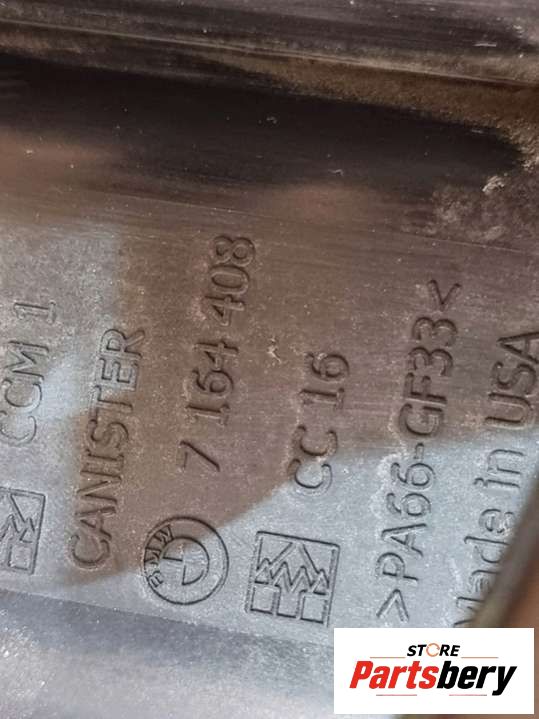 CCM 1
CANISTER
BMW 7 164 408
CC 16
>PA66-GF33<
Made in USA
STORE
Partsbery